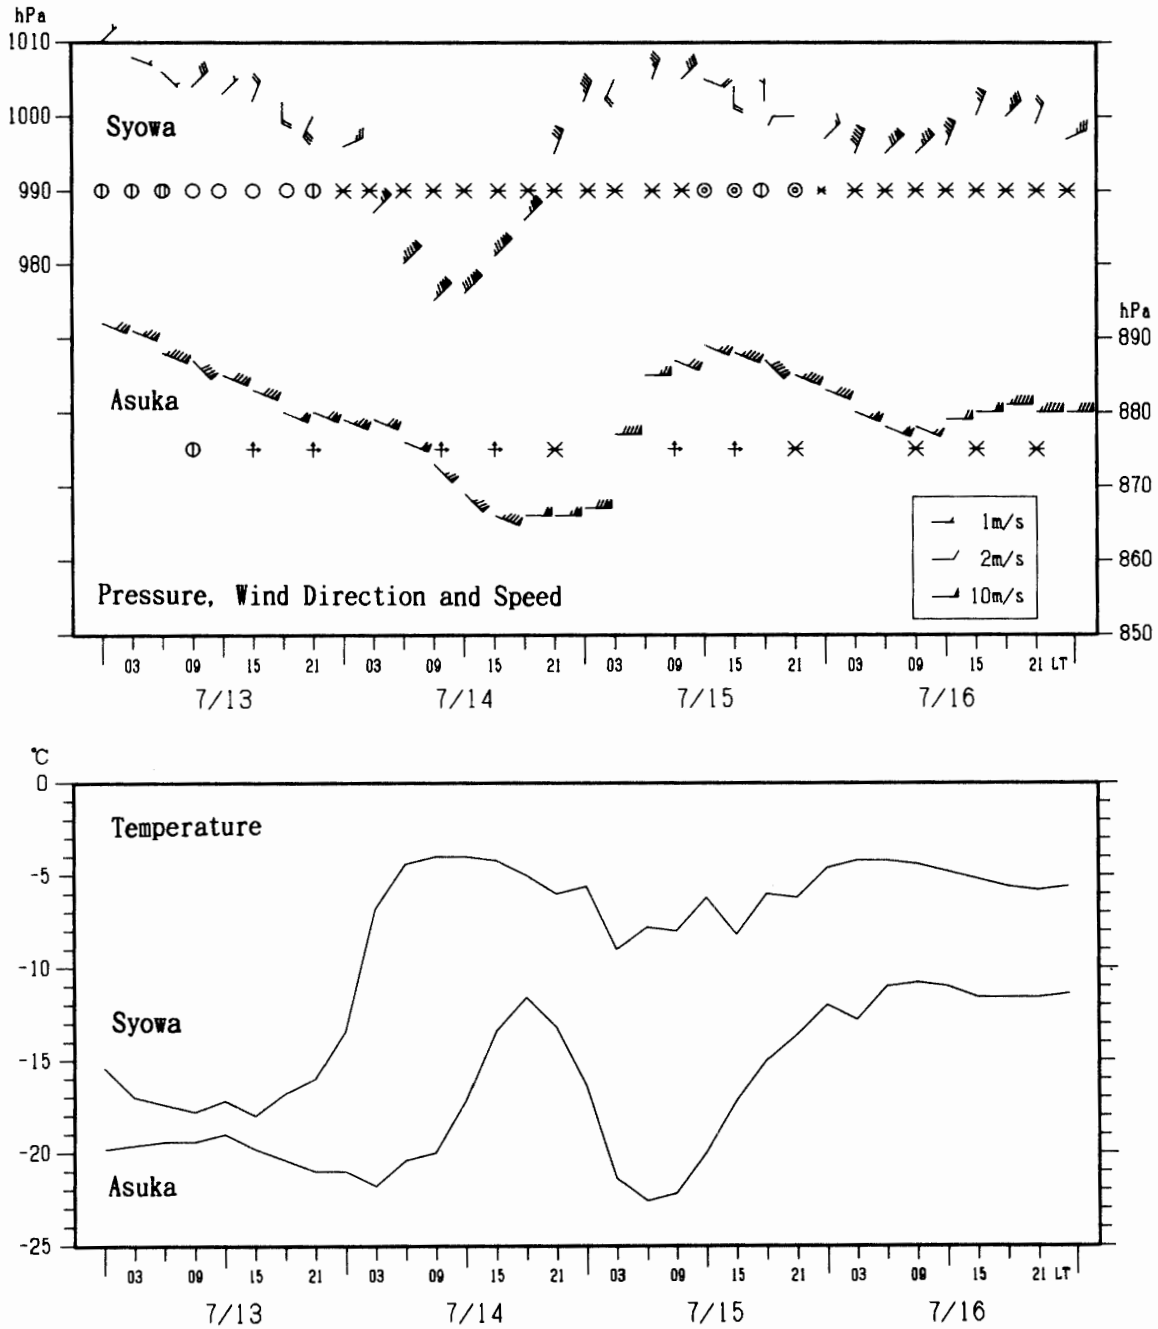 hPa
1010
1000
Syowa
990
980
hPa
890
Asuka
880
870
1m/s
2m/s
860
Pressure, Wind Direction and Speed
10m/s
850
03 09 15 21 03 09 15 21 03 09 15 21 03 09 15 21 LT
7/13 7/14 7/15 7/16
°C
0
Temperature
-5
-10
Syowa
-15
-20
Asuka
-25
03 09 15 21 03 09 15 21 03 09 15 21 03 09 15 21 LT
7/13 7/14 7/15 7/16